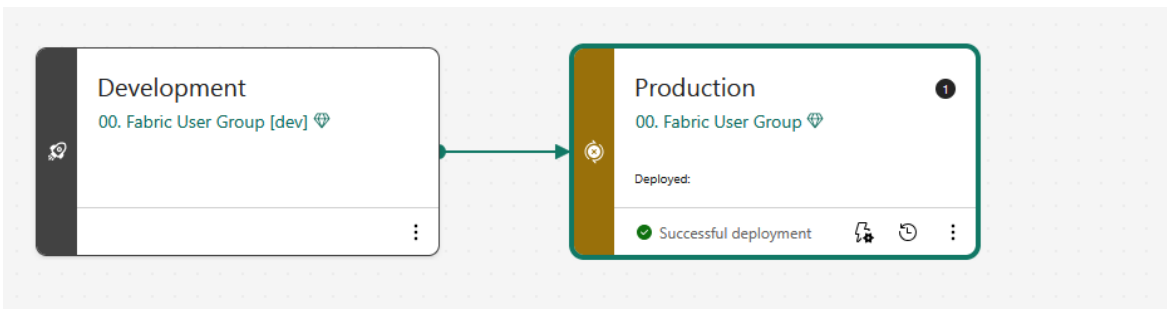 Development
00. Fabric User Group [dev]
Production
1
00. Fabric User Group
Deployed:
Successful deployment